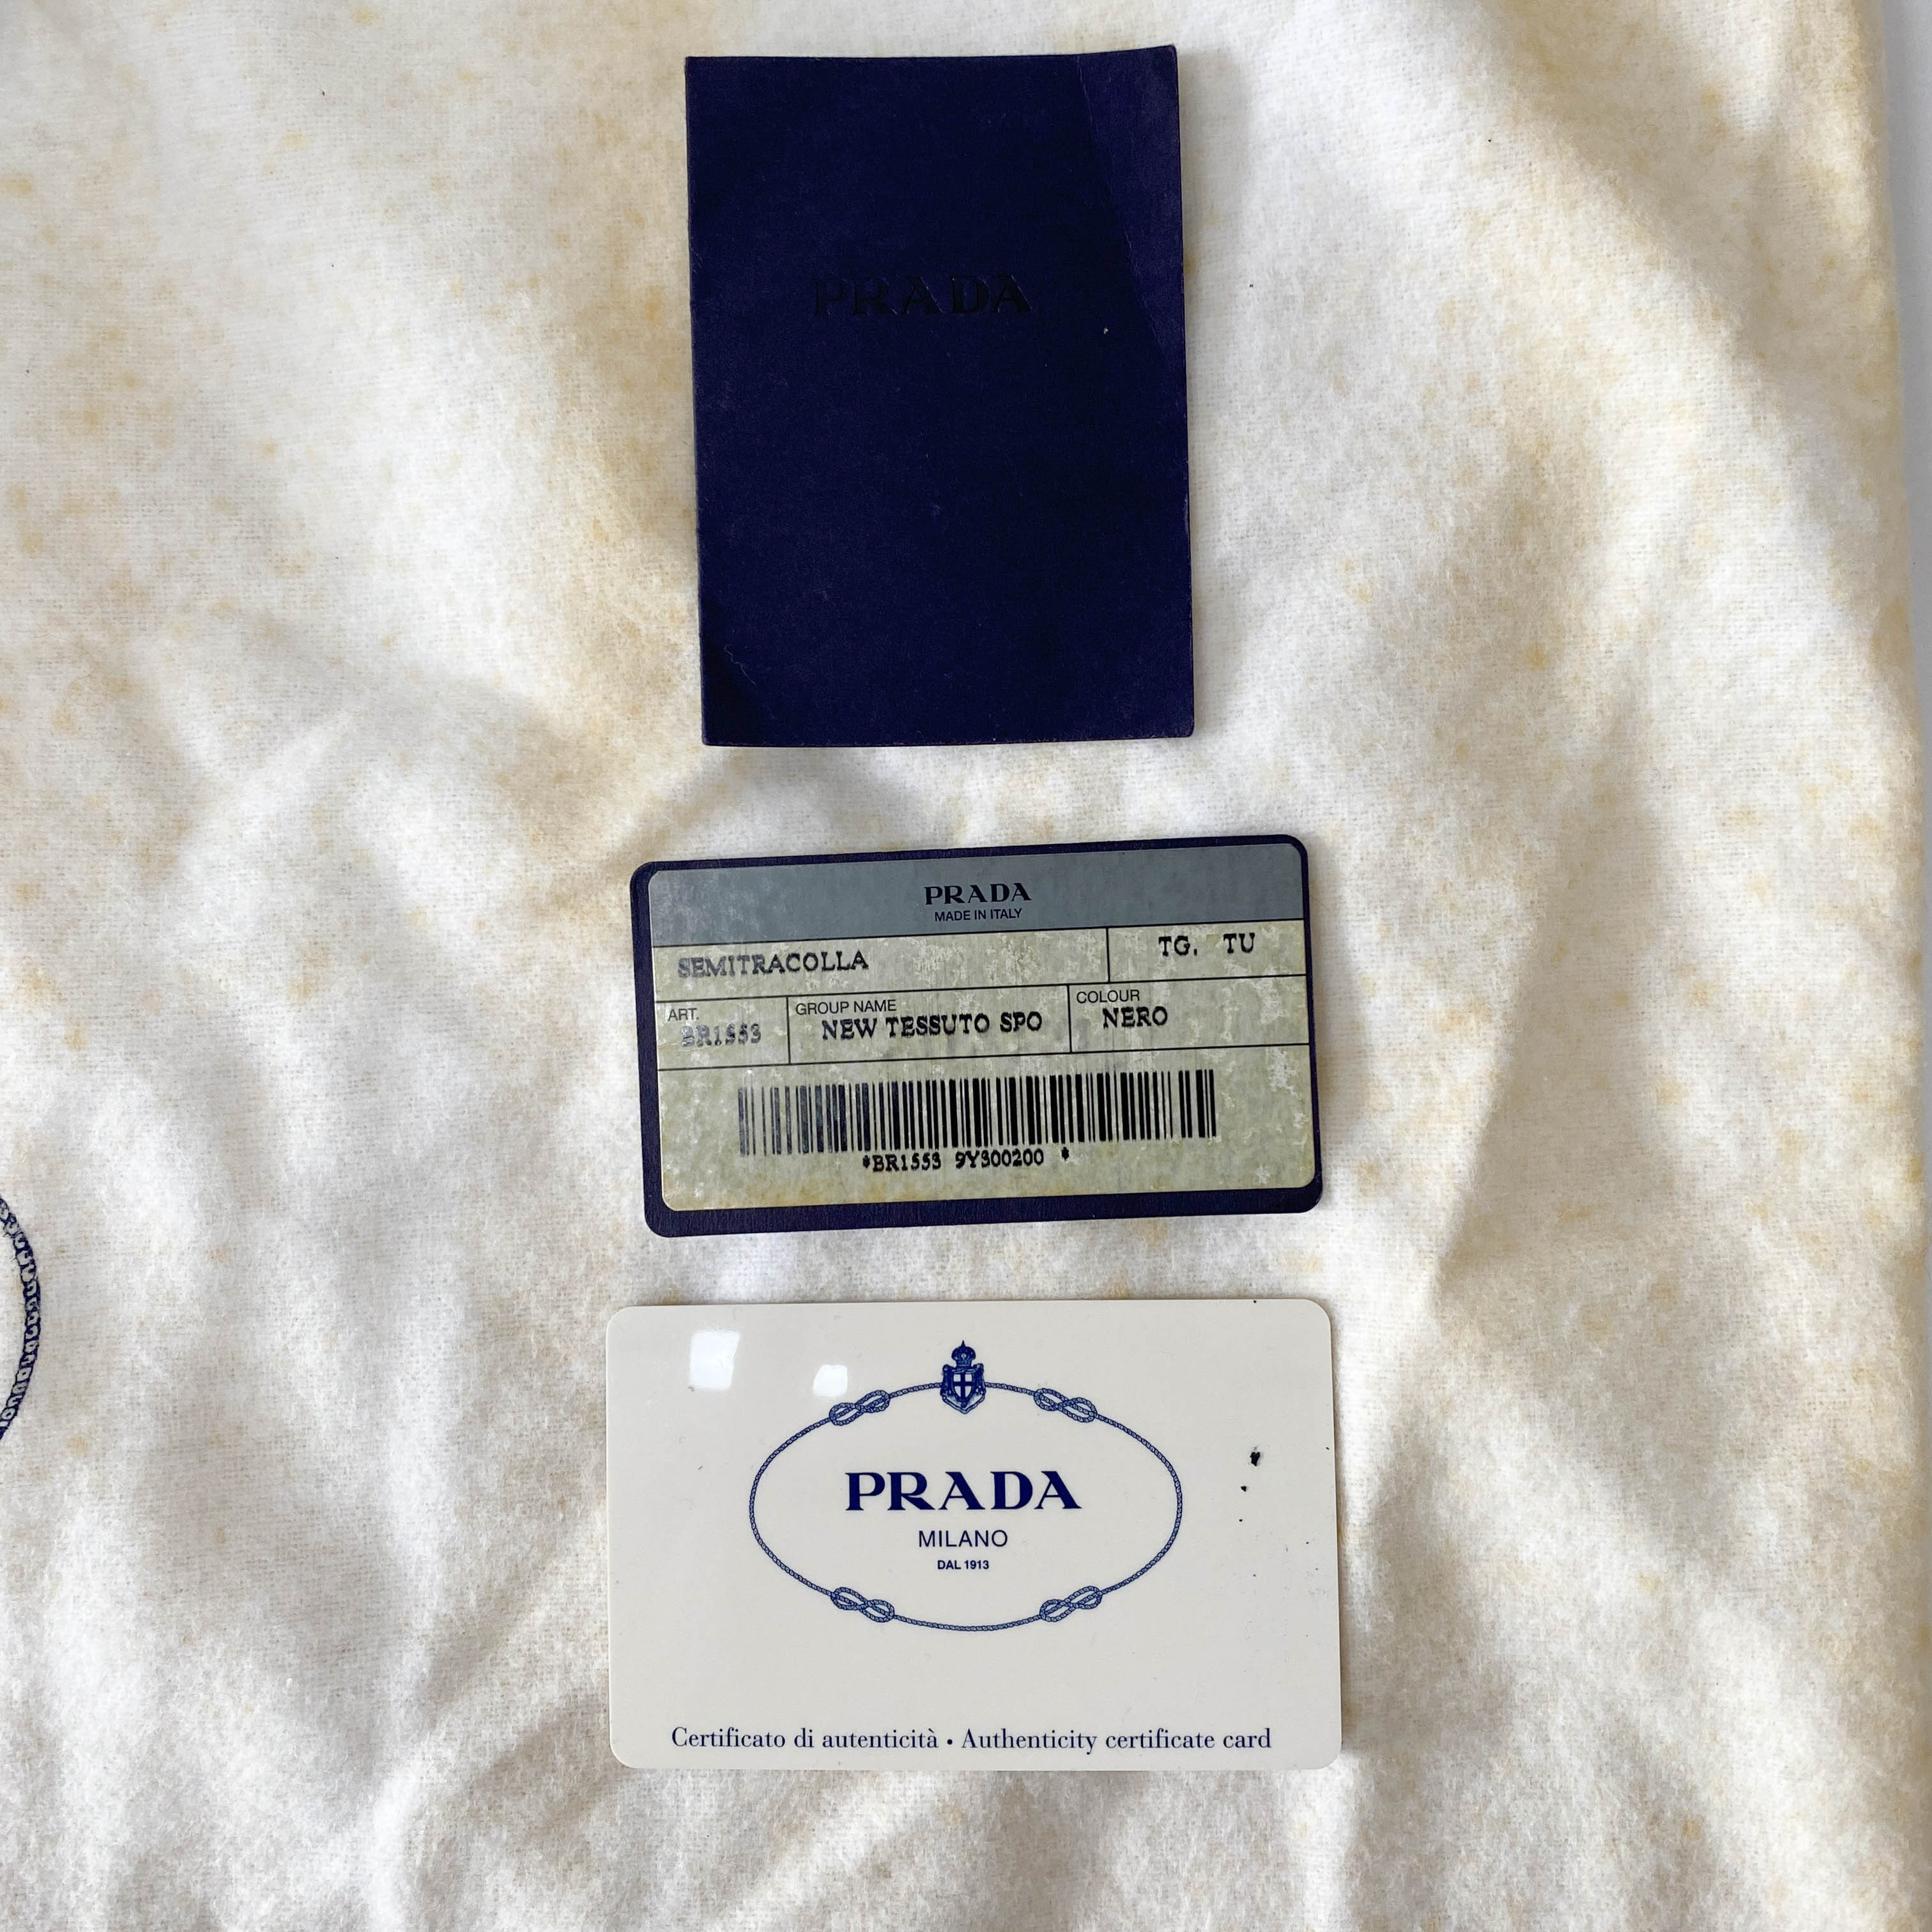 PRADA
PRADA
MADE IN ITALY
SEMITRACOLLA
TG. TU
ART.
BR1553
GROUP NAME
NEW TESSUTO SPO
COLOUR
NERO
*BR1553 9Y300200 *
PRADA
MILANO
DAL 1913
Certificato di autenticità • Authenticity certificate card